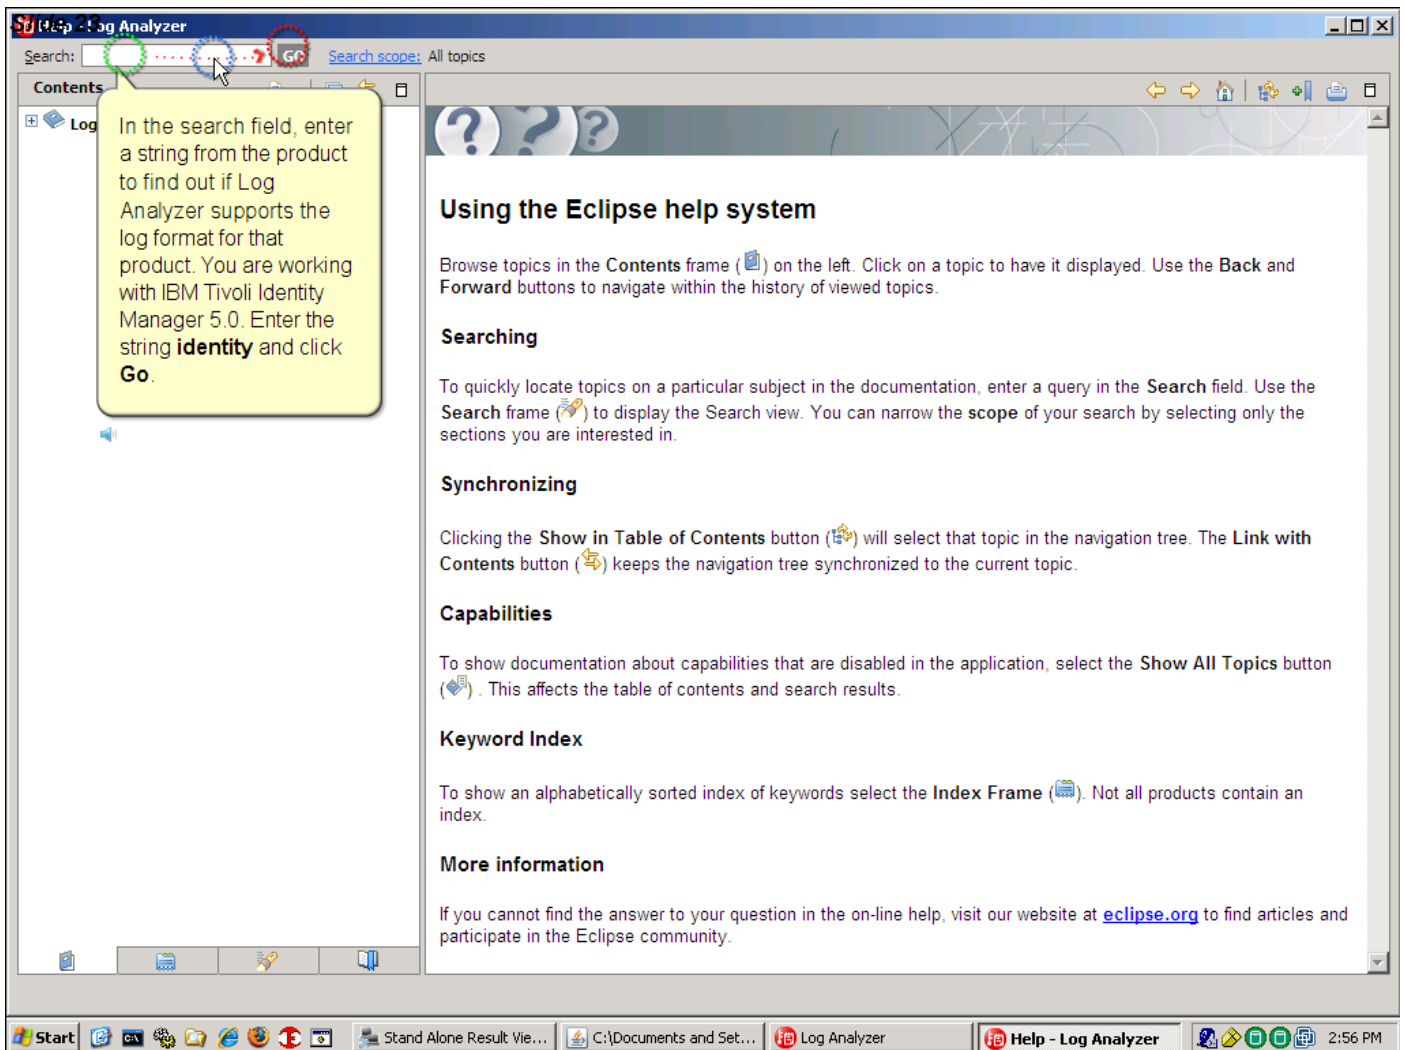 Slide 23
Help - Log Analyzer
Search:
GO
Search scope: All topics
Contents
Log
In the search field, enter
a string from the product
to find out if Log
Analyzer supports the
log format for that
product. You are working
with IBM Tivoli Identity
Manager 5.0. Enter the
string identity and click
Go.
Using the Eclipse help system
Browse topics in the Contents frame ( ) on the left. Click on a topic to have it displayed. Use the Back and
Forward buttons to navigate within the history of viewed topics.
Searching
To quickly locate topics on a particular subject in the documentation, enter a query in the Search field. Use the
Search frame ( ) to display the Search view. You can narrow the scope of your search by selecting only the
sections you are interested in.
Synchronizing
Clicking the Show in Table of Contents button ( ) will select that topic in the navigation tree. The Link with
Contents button ( ) keeps the navigation tree synchronized to the current topic.
Capabilities
To show documentation about capabilities that are disabled in the application, select the Show All Topics button
( ) . This affects the table of contents and search results.
Keyword Index
To show an alphabetically sorted index of keywords select the Index Frame ( ). Not all products contain an
index.
More information
If you cannot find the answer to your question in the on-line help, visit our website at eclipse.org to find articles and
participate in the Eclipse community.
Start
Stand Alone Result Vie...
C:\Documents and Set...
Log Analyzer
Help - Log Analyzer
2:56 PM